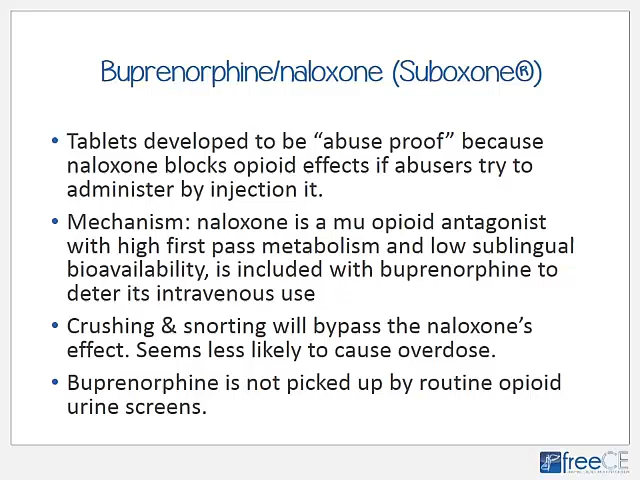 Buprenorphine/naloxone (Suboxone®)
• Tablets developed to be “abuse proof” because
naloxone blocks opioid effects if abusers try to
administer by injection it.
• Mechanism: naloxone is a mu opioid antagonist
with high first pass metabolism and low sublingual
bioavailability, is included with buprenorphine to
deter its intravenous use
• Crushing & snorting will bypass the naloxone’s
effect. Seems less likely to cause overdose.
• Buprenorphine is not picked up by routine opioid
urine screens.
freeCE